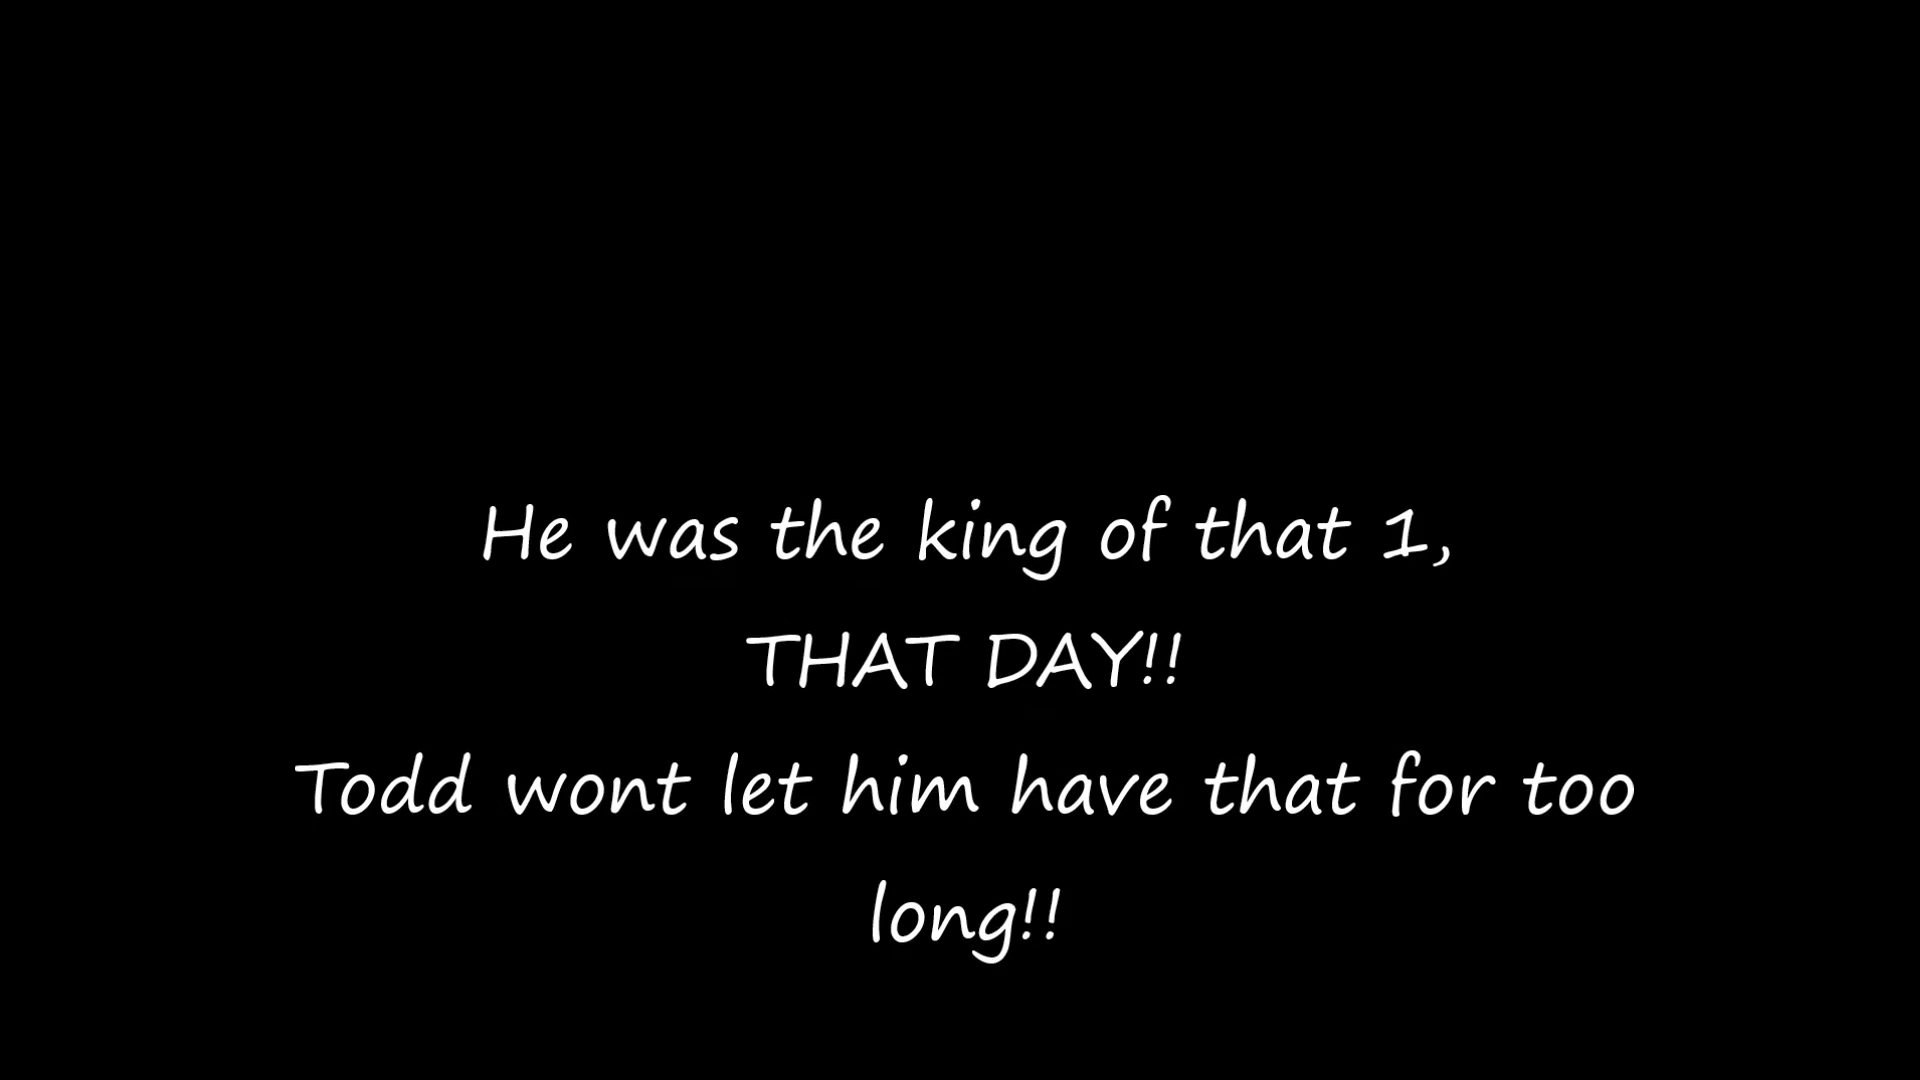 He was the king of that 1,
THAT DAY!!
Todd wont let him have that for too
long!!